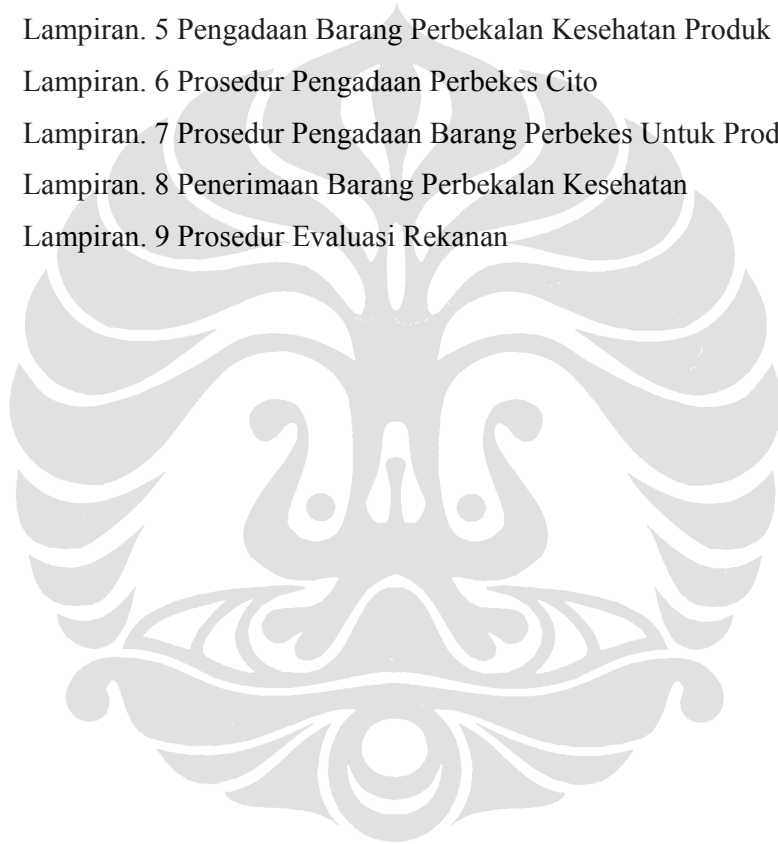 Lampiran. 5 Pengadaan Barang Perbekalan Kesehatan Produk
Lampiran. 6 Prosedur Pengadaan Perbekes Cito
Lampiran. 7 Prosedur Pengadaan Barang Perbekes Untuk
Lampiran. 8 Penerimaan Barang Perbekalan Kesehatan
Lampiran. 9 Prosedur Evaluasi Rekanan